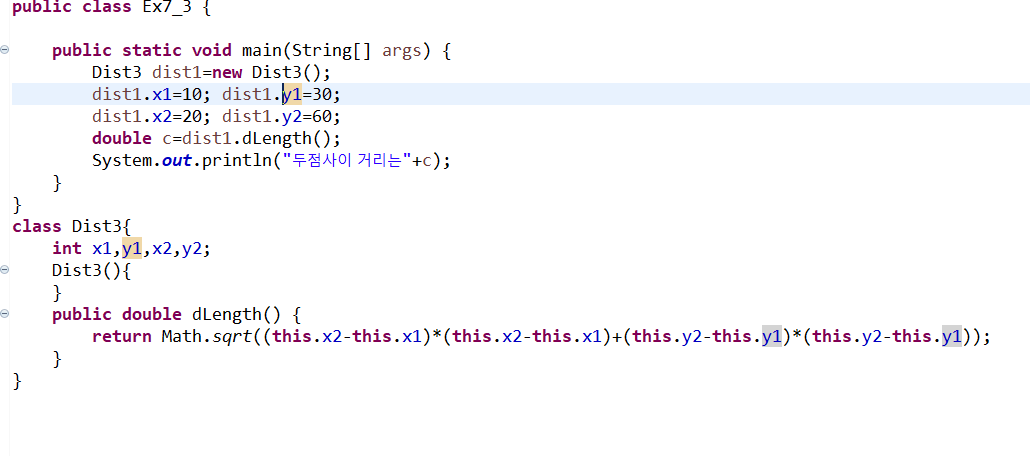 public class Ex7_3 {
public static void main(String[] args) {
Dist3 dist1=new Dist3();
dist1.x1=10; dist1.y1=30;
dist1.x2=20; dist1.y2=60;
double c=dist1.dLength();
System.out.println("두점사이 거리는"+c);
}
}
class Dist3{
int x1,y1,x2,y2;
Dist3(){
}
public double dLength() {
return Math.sqrt((this.x2-this.x1)*(this.x2-this.x1)+(this.y2-this.y1)*(this.y2-this.y1));
}
}